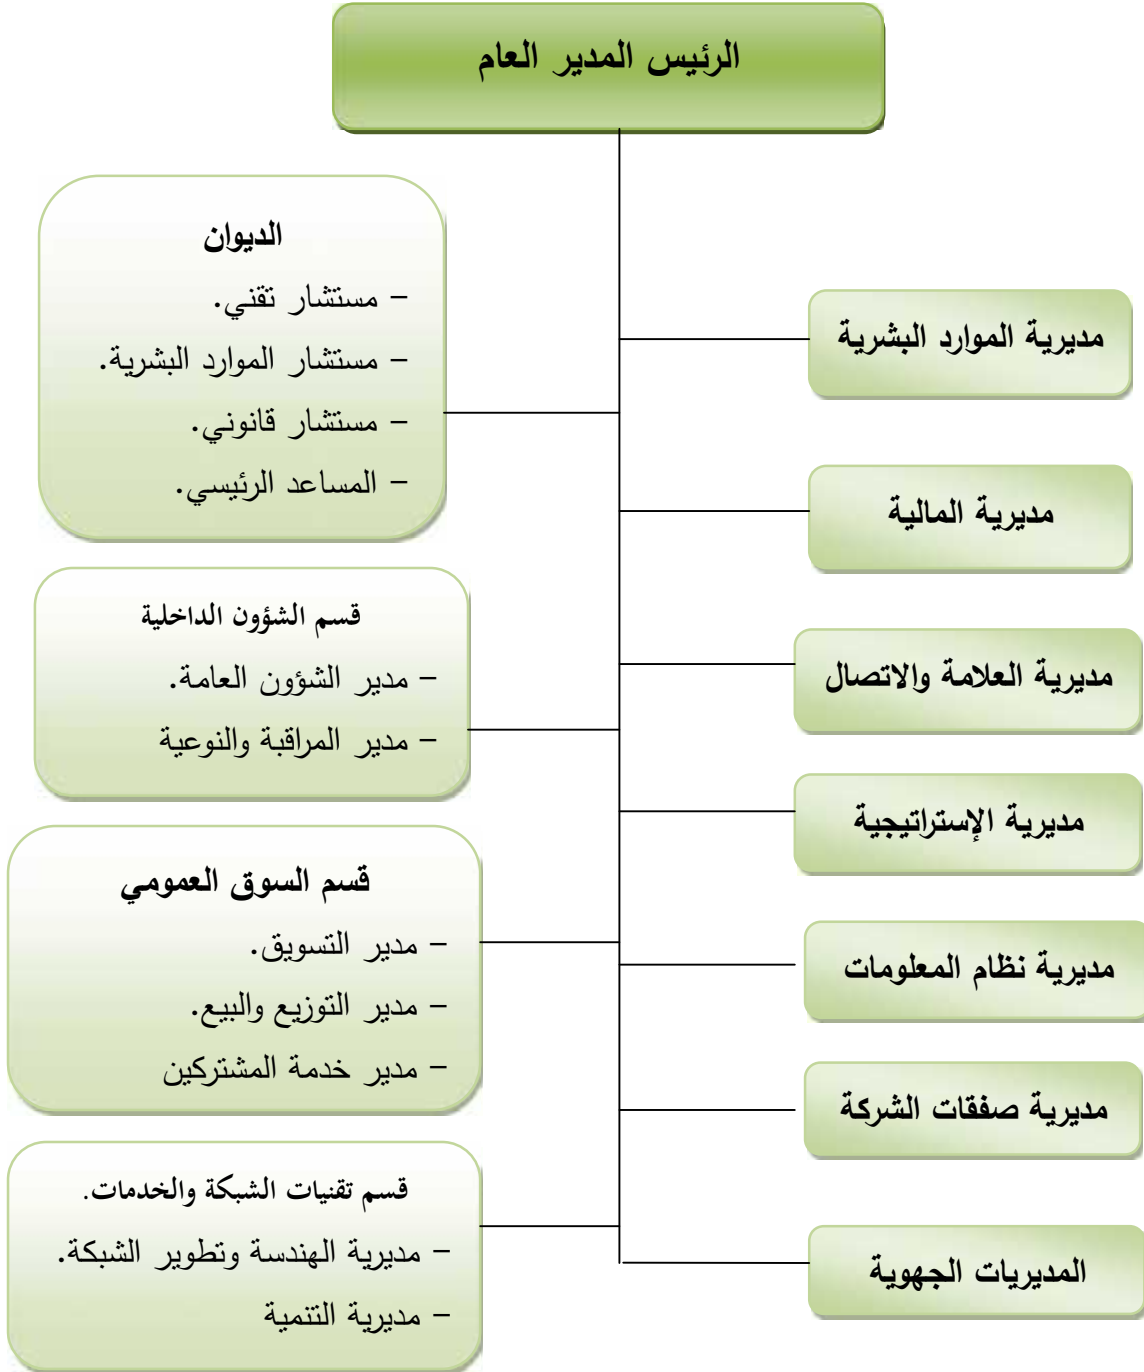 الرئيس المدير العام
الديوان
– مستشار تقني.
– مستشار الموارد البشرية.
– مستشار قانوني.
– المساعد الرئيسي.
قسم الشؤون الداخلية
– مدير الشؤون العامة.
– مدير المراقبة والنوعية
قسم السوق العمومي
– مدير التسويق.
– مدير التوزيع والبيع.
– مدير خدمة المشتركين
قسم تقنيات الشبكة والخدمات.
– مديرية الهندسة وتطوير الشبكة.
– مديرية التنمية
مديرية الموارد البشرية
مديرية المالية
مديرية العلامة والاتصال
مديرية الإستراتيجية
مديرية نظام المعلومات
مديرية صفقات الشركة
المديريات الجهوية